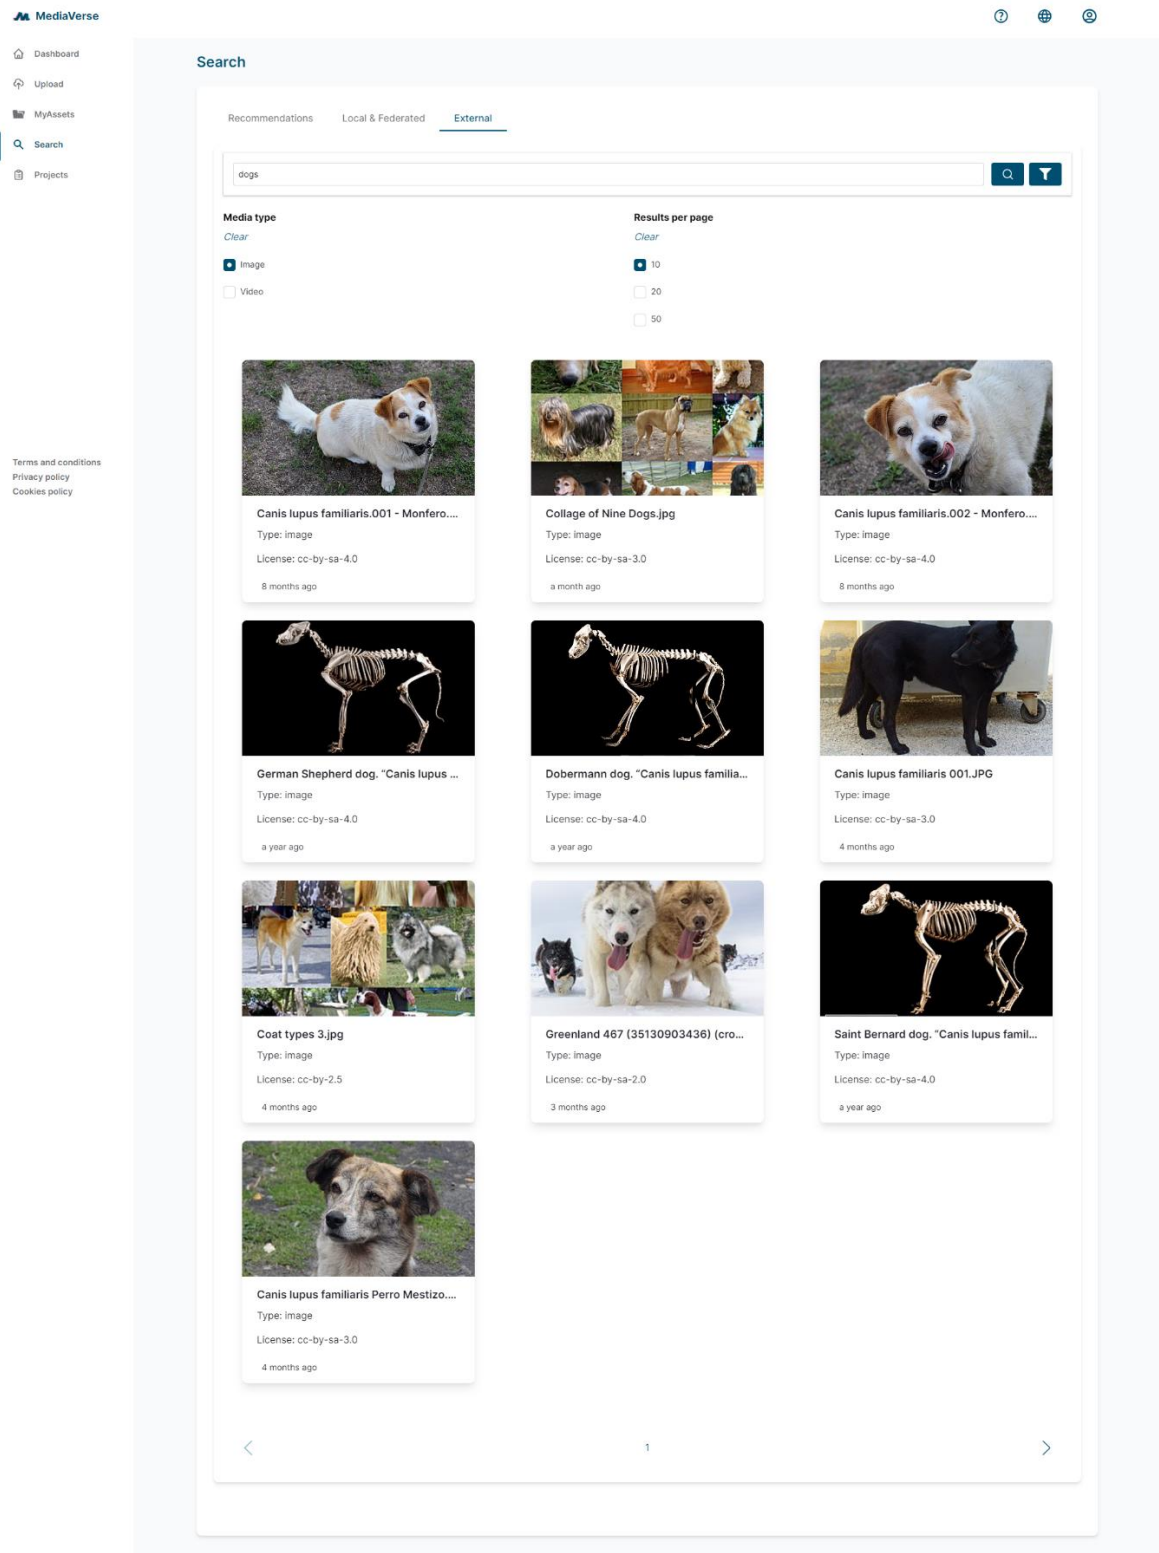 MediaVerse
Dashboard
Upload
MyAssets
Search
Projects
Terms and conditions
Privacy policy
Cookies policy
Search
Recommendations
Local & Federated
External
dogs
Media type
Clear
Image
Video
Results per page
Clear
10
20
50
Canis lupus familiaris.001 - Monfero....
Type: image
License: cc-by-sa-4.0
8 months ago
Collage of Nine Dogs.jpg
Type: image
License: cc-by-sa-3.0
a month ago
Canis lupus familiaris.002 - Monfero....
Type: image
License: cc-by-sa-4.0
8 months ago
German Shepherd dog. "Canis lupus ...
Type: image
License: cc-by-sa-4.0
a year ago
Dobermann dog. "Canis lupus familia...
Type: image
License: cc-by-sa-4.0
a year ago
Canis lupus familiaris 001.JPG
Type: image
License: cc-by-sa-3.0
4 months ago
Coat types 3.jpg
Type: image
License: cc-by-2.5
4 months ago
Greenland 467 (35130903436) (cro...
Type: image
License: cc-by-sa-2.0
3 months ago
Saint Bernard dog. "Canis lupus famil...
Type: image
License: cc-by-sa-4.0
a year ago
Canis lupus familiaris Perro Mestizo....
Type: image
License: cc-by-sa-3.0
4 months ago
1